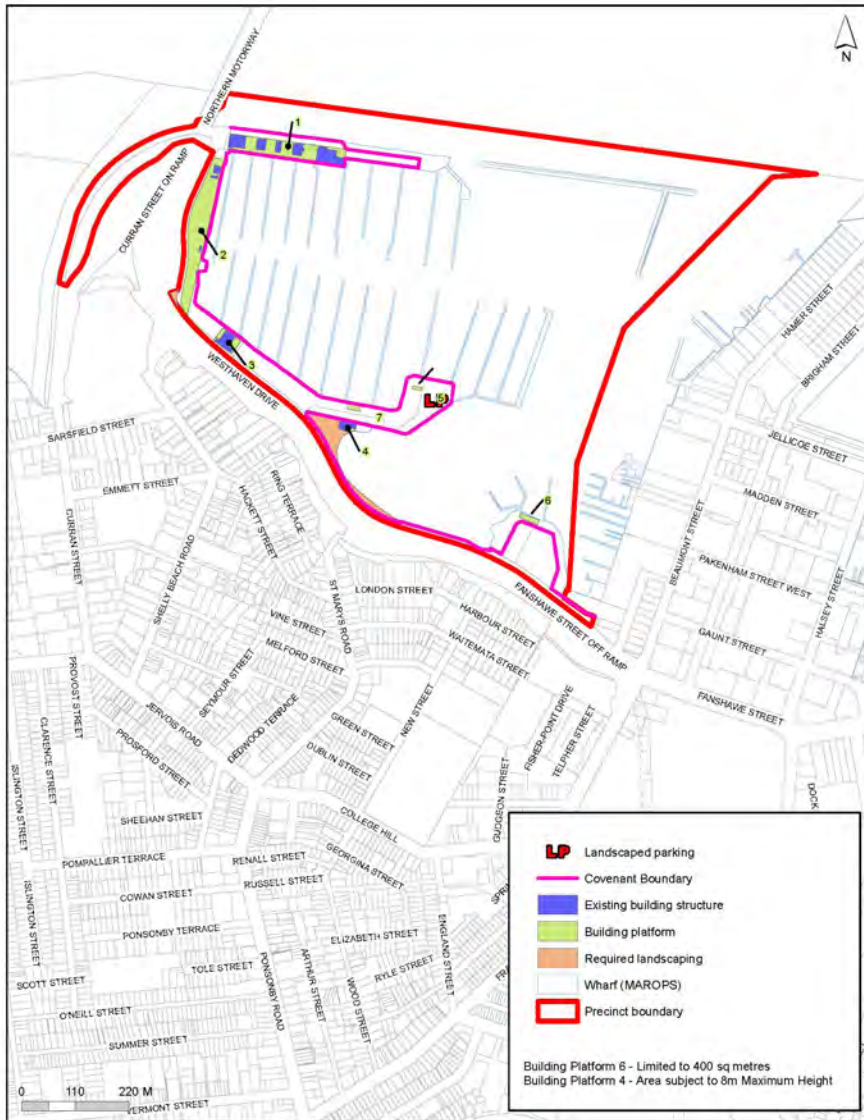 N
NORTHERN MOTORWAY
1
CURRAN STREET ON RAMP
2
HAMER STREET
BRIGHAM STREET
3
WESTHAVEN DRIVE
5
LP
7
4
SARSFIELD STREET
JELLICOE STREET
EMMETT STREET
RING TERRACE
HACKETT STREET
CURRAN STREET
SHELLY BEACH ROAD
6
MADDEN STREET
BEAUMONT STREET
PAKENHAM STREET WEST
HALSEY STREET
ST MARYS ROAD
LONDON STREET
FANSHAWE STREET OFF RAMP
HARBOUR STREET
VINE STREET
WAITEMATA STREET
GAUNT STREET
MELFORD STREET
PROVOST STREET
SEYMOUR STREET
FANSHAWE STREET
NEW STREET
JERVOIS ROAD
DEDWOOD TERRACE
CLARENCE STREET
PROSFORD STREET
GREEN STREET
FISHER-POINT DRIVE
TELPHER STREET
DUBLIN STREET
ISLINGTON STREET
DOCK
SHEEHAN STREET
COLLEGE HILL
GUDGSON STREET
GEORGINA STREET
POMPALLIER TERRACE
RENALL STREET
RUSSELL STREET
COWAN STREET
ISLINGTON STREET
SPRI
ENGLAND STREET
PONSONBY TERRACE
ELIZABETH STREET
TOLE STREET
RYLE STREET
FRA
SCOTT STREET
PONSONBY ROAD
ARTHUR STREET
WOOD STREET
O'NEILL STREET
SUMMER STREET
VERMONT STREET
0 110 220 M
LP Landscaped parking
Covenant Boundary
Existing building structure
Building platform
Required landscaping
Wharf (MAROPS)
Precinct boundary
Building Platform 6 - Limited to 400 sq metres
Building Platform 4 - Area subject to 8m Maximum Height